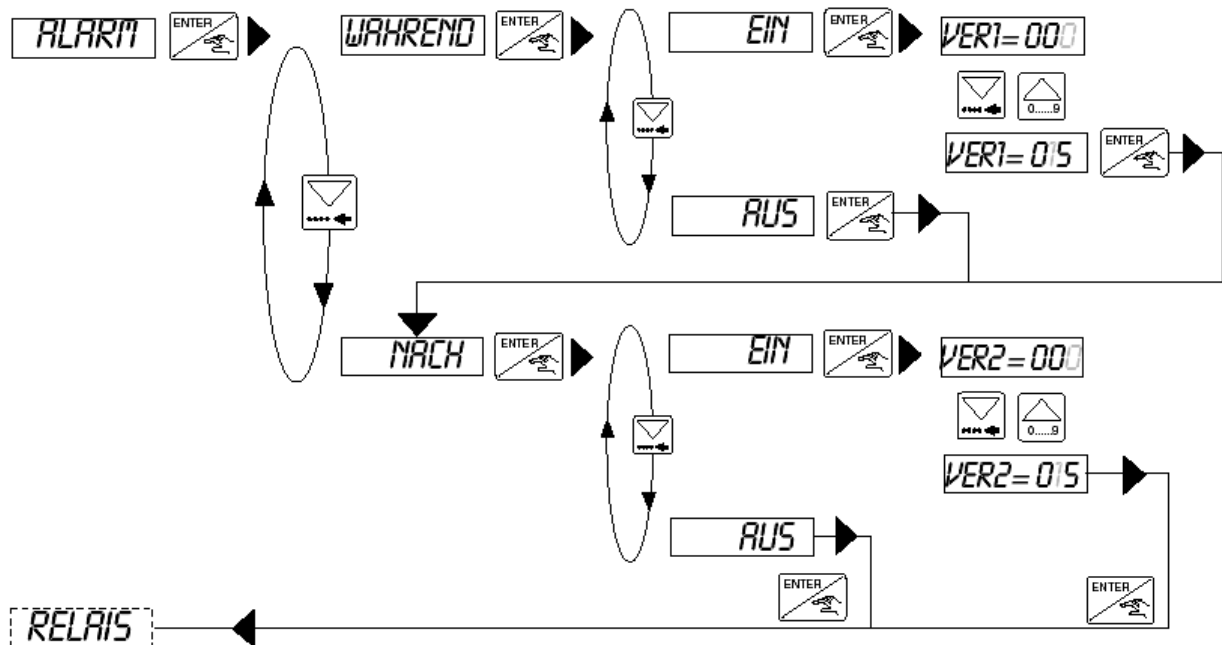 ALARM ENTER WAHREND ENTER EIN ENTER VER1=000
0.....9
VER1=015 ENTER
AUS ENTER
NACH ENTER EIN ENTER VER2=000
0.....9
VER2=015
AUS
ENTER ENTER
RELAIS